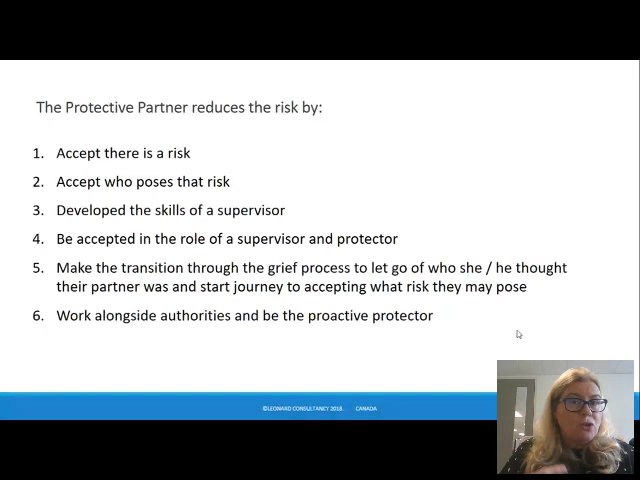 The Protective Partner reduces the risk by:
1. Accept there is a risk
2. Accept who poses that risk
3. Developed the skills of a supervisor
4. Be accepted in the role of a supervisor and protector
5. Make the transition through the grief process to let go of who she / he thought
their partner was and start journey to accepting what risk they may pose
6. Work alongside authorities and be the proactive protector
©LEONARD CONSULTANCY 2018. CANADA